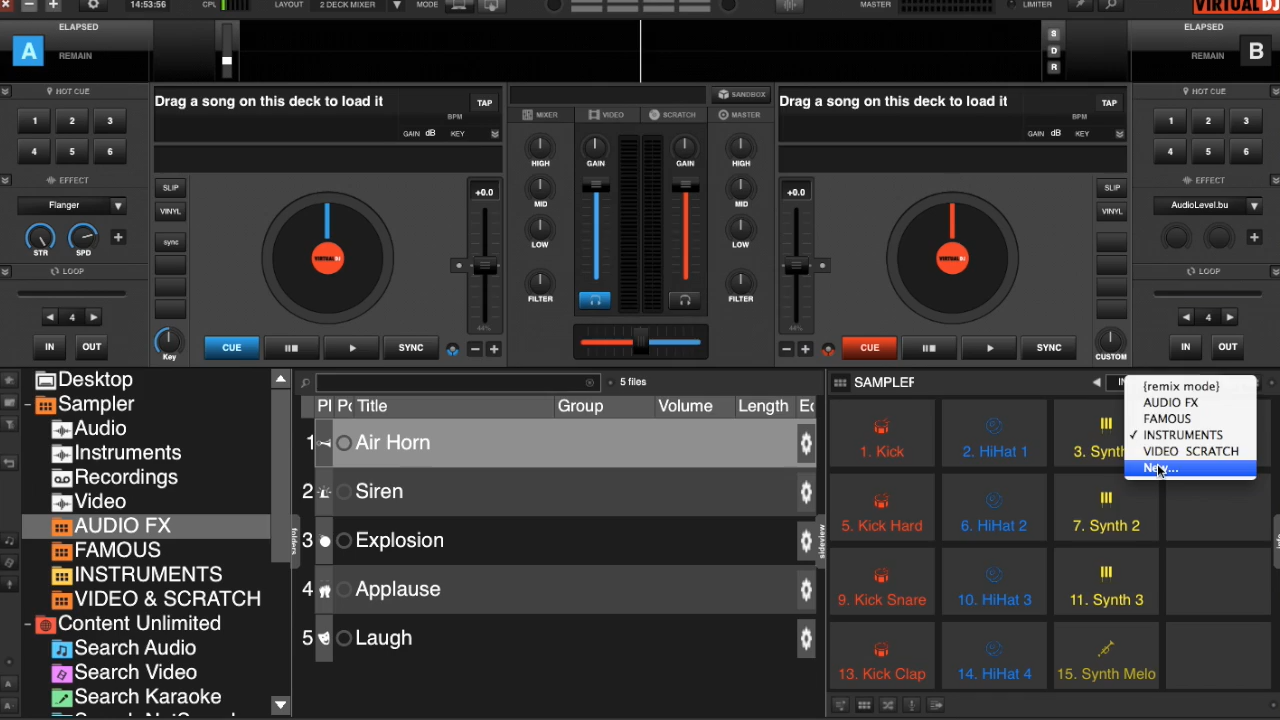 14:53:56
CPL
LAYOUT
2 DECK MIXER
MODE
MASTER
LIMITER
VIRTUAL DJ
A
ELAPSED
REMAIN
S
D
R
ELAPSED
REMAIN
B
HOT CUE
1 2 3
4 5 6
EFFECT
Flanger
STR SPD
LOOP
4
IN OUT
Drag a song on this deck to load it
TAP
BPM
GAIN dB KEY
SLIP
VINYL
sync
Key
+0.0
44%
CUE
SYNC
SANDBOX
MIXER VIDEO SCRATCH MASTER
HIGH GAIN GAIN HIGH
MID MID
LOW LOW
FILTER FILTER
Drag a song on this deck to load it
TAP
BPM
GAIN dB KEY
+0.0
44%
VIRTUAL DJ
VIRTUAL DJ
CUE
SYNC
SLIP
VINYL
CUSTOM
HOT CUE
1 2 3
4 5 6
EFFECT
AudioLevel.bu
LOOP
4
IN OUT
Desktop
Sampler
Audio
Instruments
Recordings
Video
AUDIO FX
FAMOUS
INSTRUMENTS
VIDEO & SCRATCH
Content Unlimited
Search Audio
Search Video
Search Karaoke
folders
5 files
Title Group Volume Length
1 Air Horn
2 Siren
3 Explosion
4 Applause
5 Laugh
sideview
SAMPLER
{remix mode}
AUDIO FX
FAMOUS
✓ INSTRUMENTS
VIDEO SCRATCH
1. Kick
2. HiHat 1
5. Kick Hard
6. HiHat 2
7. Synth 2
9. Kick Snare
10. HiHat 3
11. Synth 3
13. Kick Clap
14. HiHat 4
15. Synth Melo